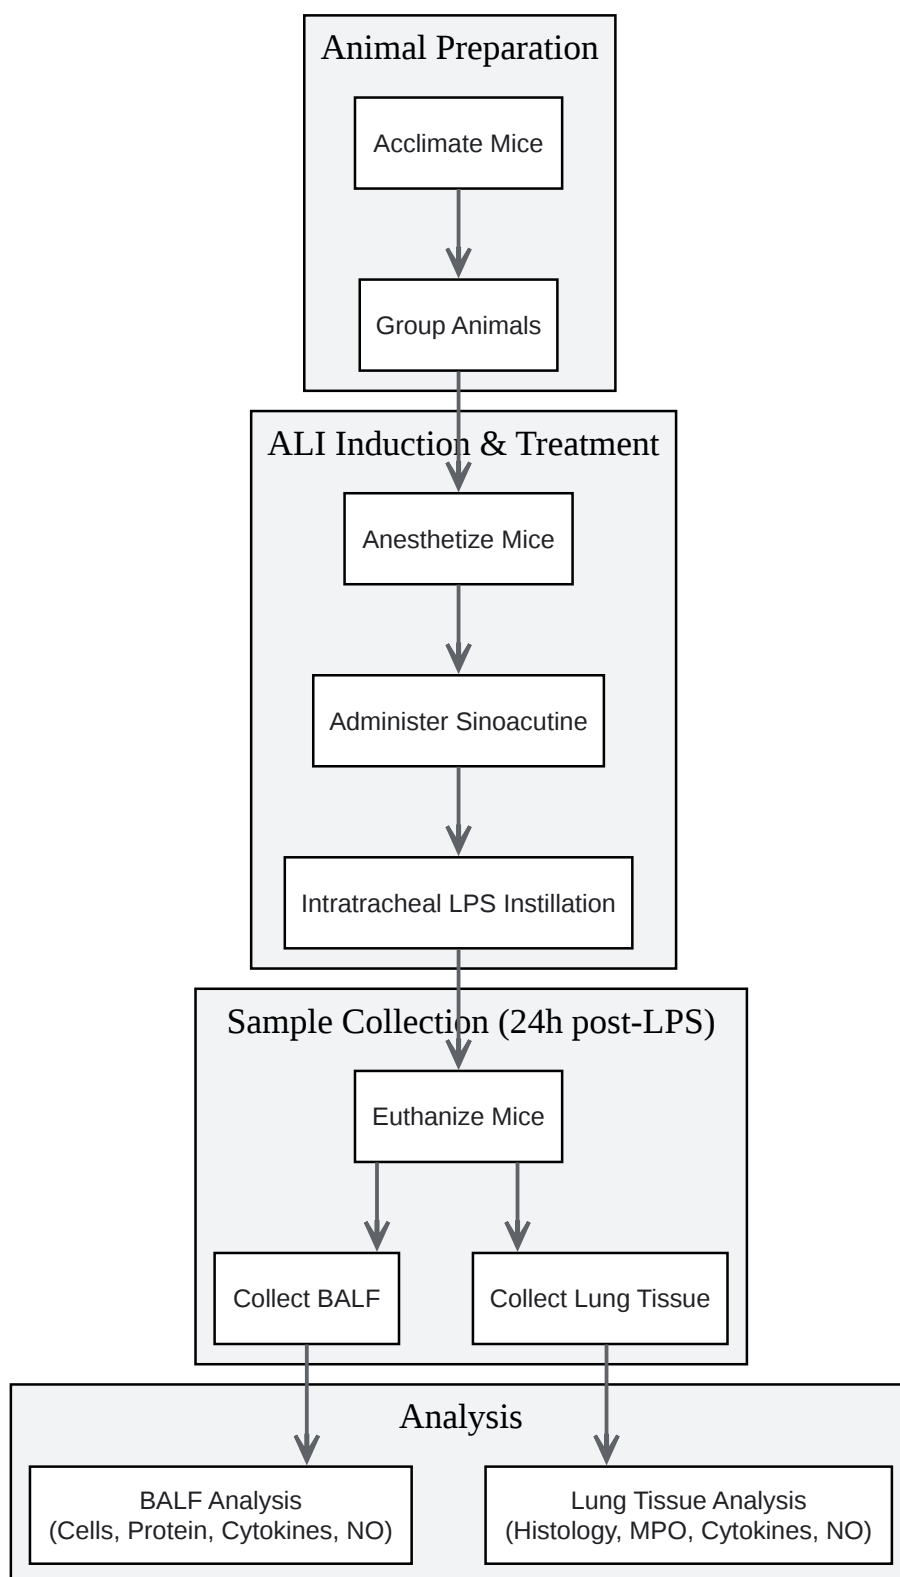 Animal Preparation
Acclimate Mice
Group Animals
ALI Induction & Treatment
Anesthetize Mice
Administer Sinoacutine
Intratracheal LPS Instillation
Sample Collection (24h post-LPS)
Euthanize Mice
Collect BALF
Collect Lung Tissue
Analysis
BALF Analysis
(Cells, Protein, Cytokines, NO)
Lung Tissue Analysis
(Histology, MPO, Cytokines, NO)